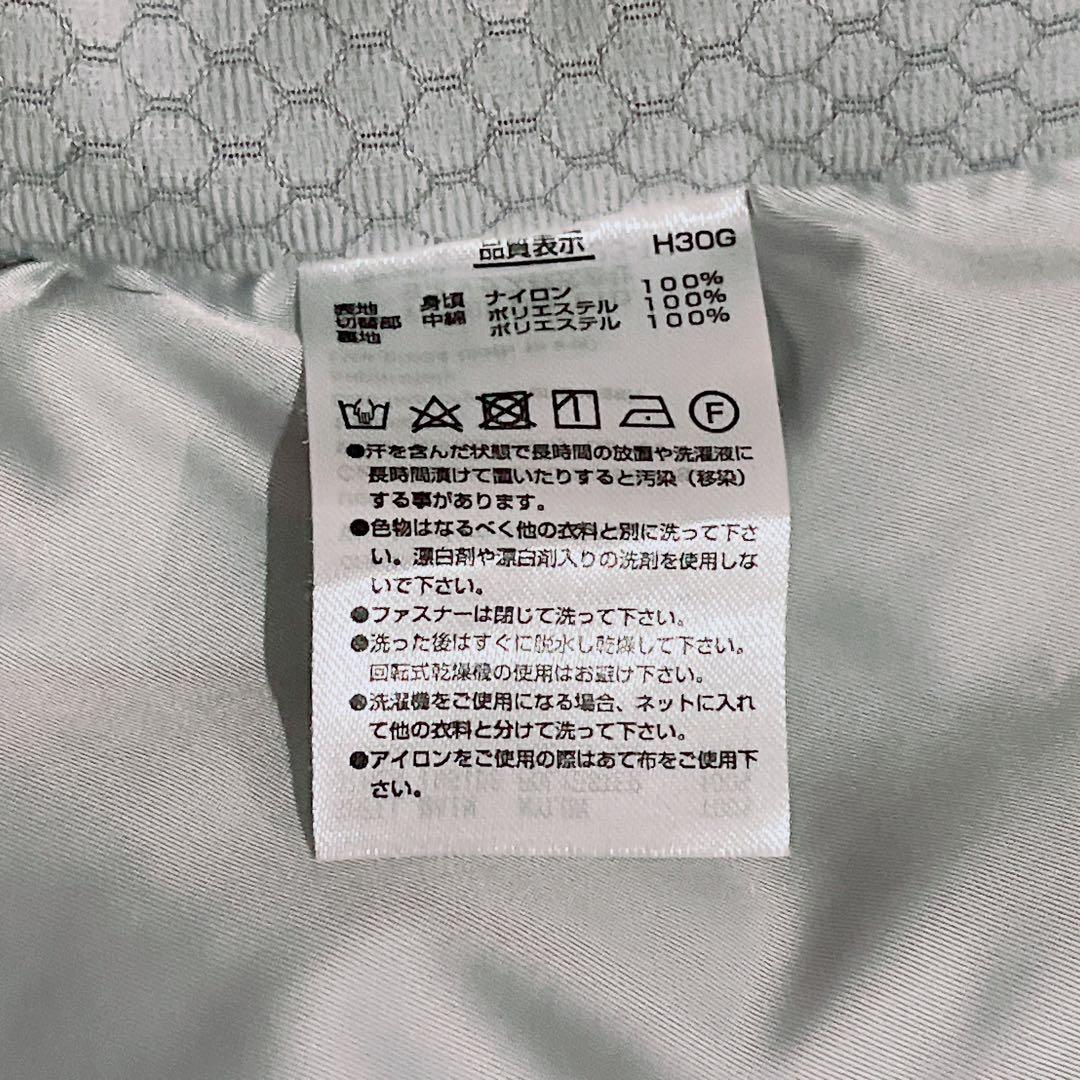 品質表示 H30G
表地 身頃 ナイロン 100%
切替部 中綿 ポリエステル 100%
裏地 ポリエステル 100%
F
●汗を含んだ状態で長時間の放置や洗濯液に
長時間漬けて置いたりすると汚染（移染）
する事があります。
●色物はなるべく他の衣料と別に洗って下さ
い。漂白剤や漂白剤入りの洗剤を使用しな
いで下さい。
●ファスナーは閉じて洗って下さい。
●洗った後はすぐに脱水し乾燥して下さい。
回転式乾燥機の使用はお避け下さい。
●洗濯機をご使用になる場合、ネットに入れ
て他の衣料と分けて洗って下さい。
●アイロンをご使用の際はあて布をご使用下
さい。